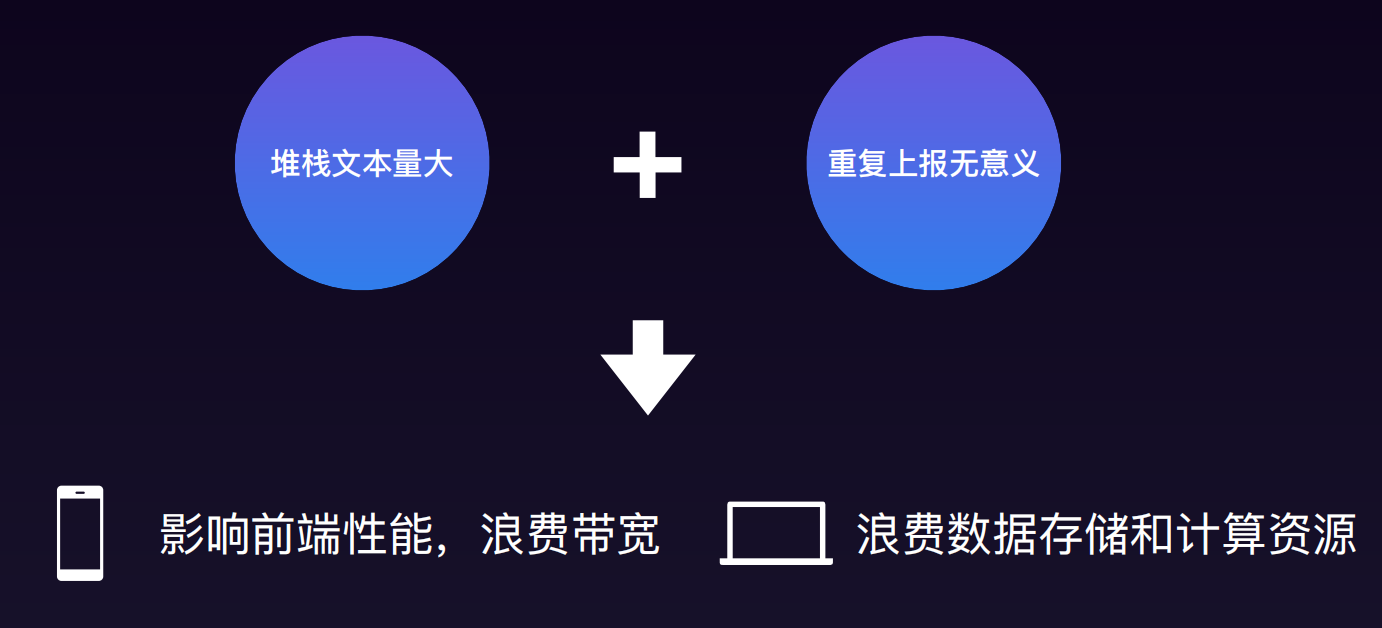 堆栈文本量大
重复上报无意义
影响前端性能，浪费带宽
浪费数据存储和计算资源